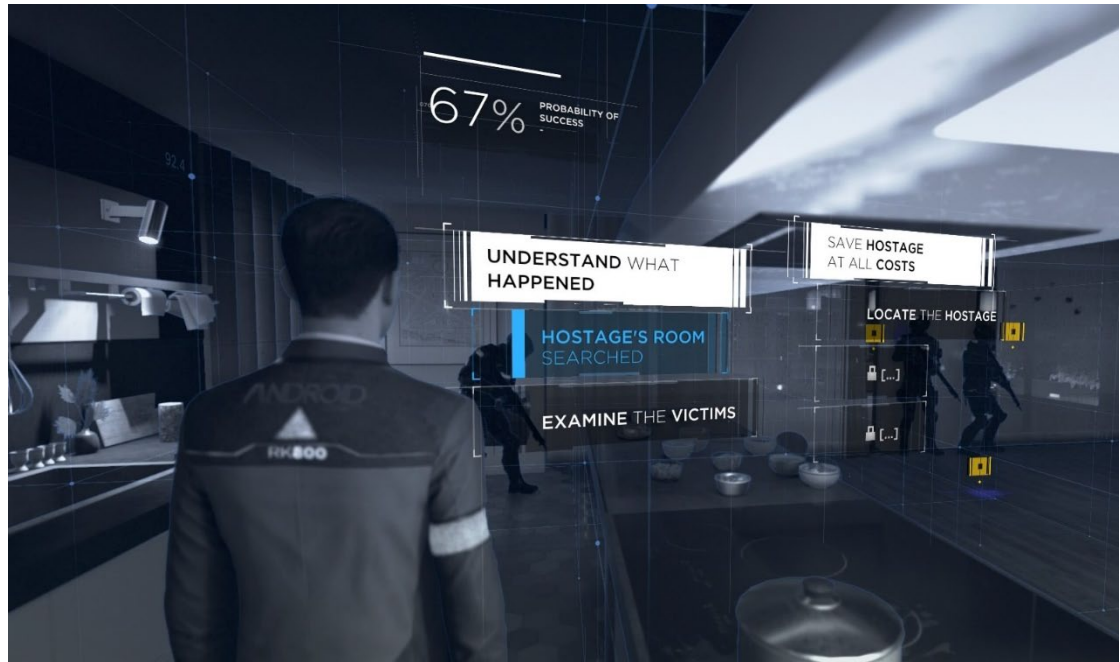 67%
PROBABILITY OF
SUCCESS
92.4
UNDERSTAND WHAT
HAPPENED
SAVE HOSTAGE
AT ALL COSTS
HOSTAGE'S ROOM
SEARCHED
LOCATE THE HOSTAGE
[...]
EXAMINE THE VICTIMS
[...]
ANDROID
RK800